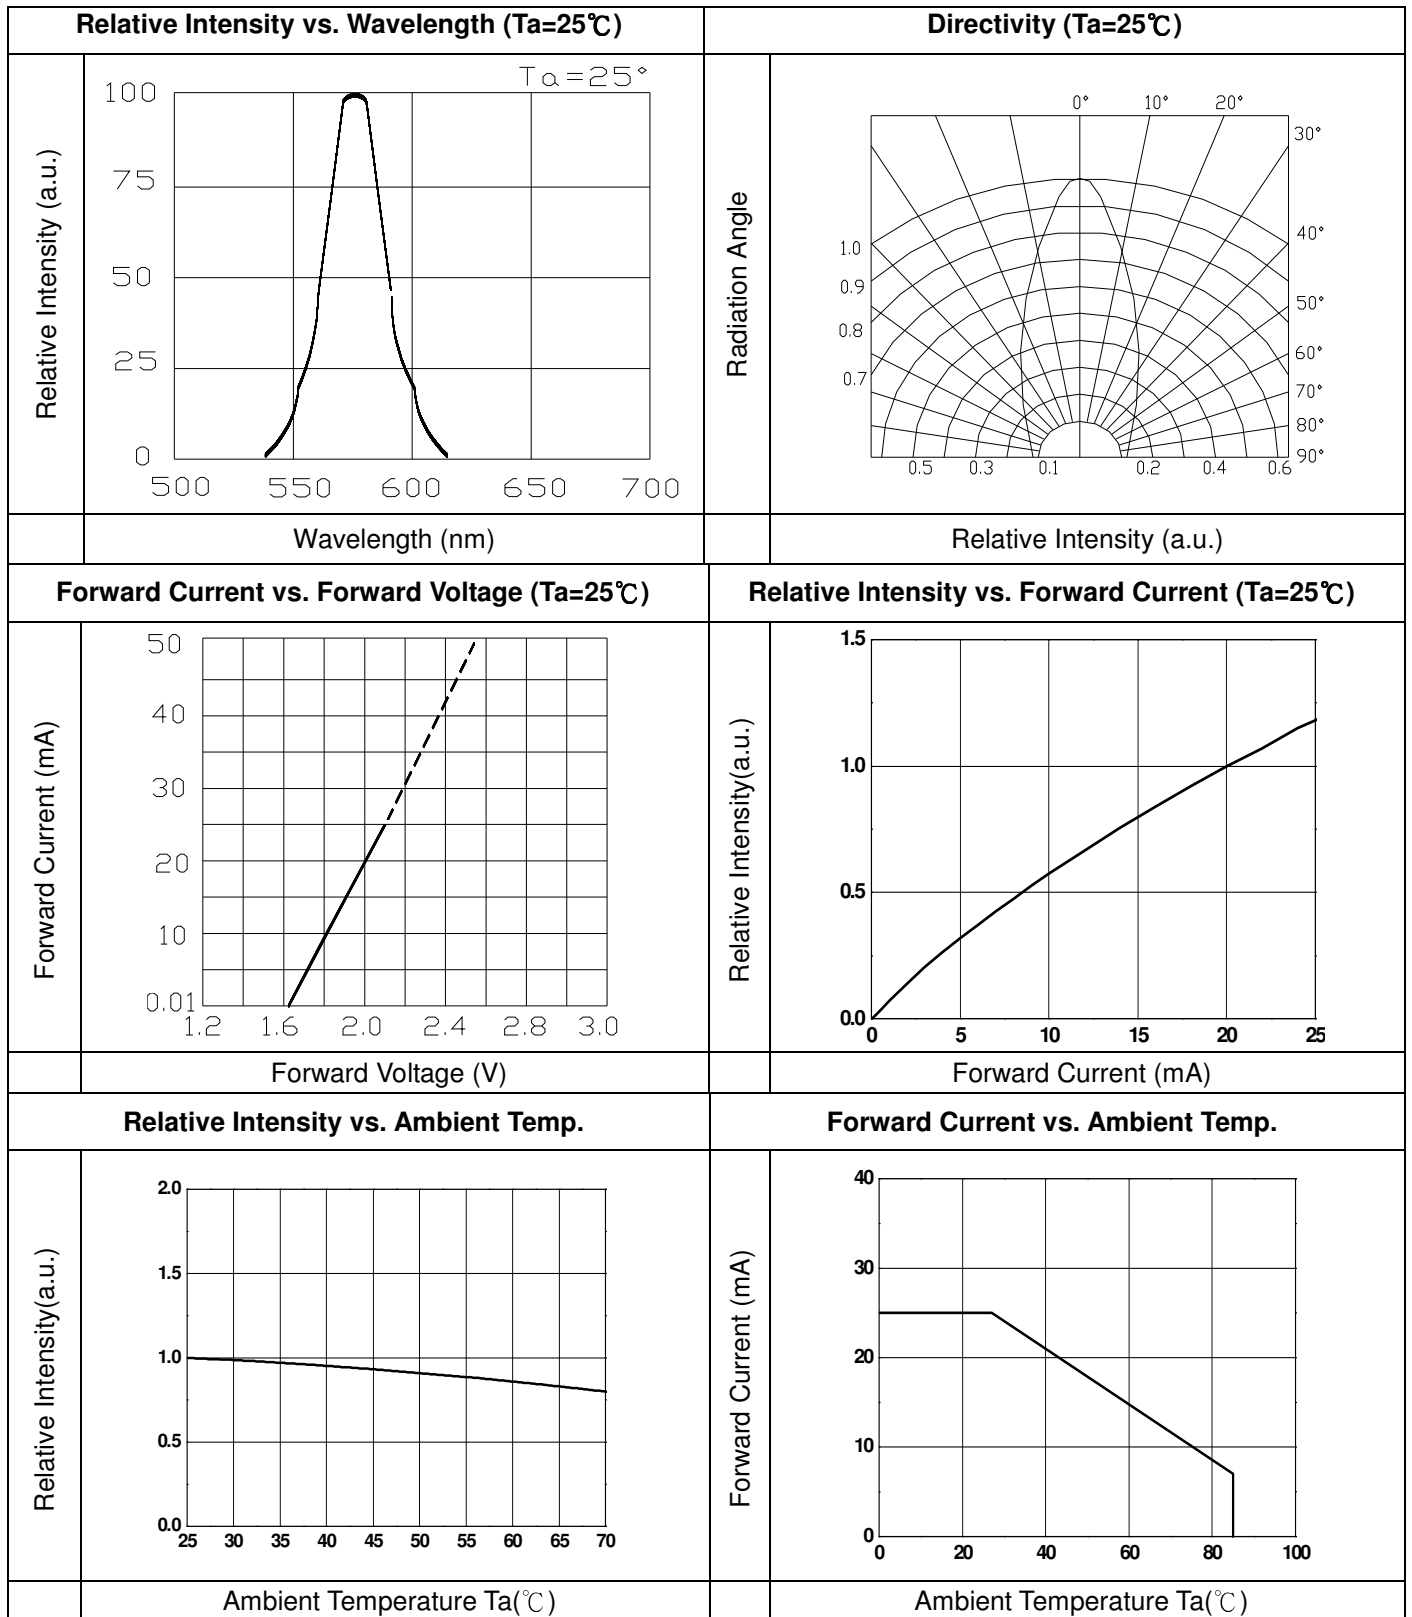 Relative Intensity vs. Wavelength (Ta=25℃)
Directivity (Ta=25℃)
Relative Intensity (a.u.)
Ta=25°
100
75
50
25
0
500 550 600 650 700
Radiation Angle
0° 10° 20°
30°
40°
50°
60°
70°
80°
90°
1.0
0.9
0.8
0.7
0.5 0.3 0.1 0.2 0.4 0.6
Wavelength (nm)
Relative Intensity (a.u.)
Forward Current vs. Forward Voltage (Ta=25℃)
Relative Intensity vs. Forward Current (Ta=25℃)
Forward Current (mA)
50
40
30
20
10
0.01
1.2 1.6 2.0 2.4 2.8 3.0
Relative Intensity(a.u.)
1.5
1.0
0.5
0.0
0 5 10 15 20 25
Forward Voltage (V)
Forward Current (mA)
Relative Intensity vs. Ambient Temp.
Forward Current vs. Ambient Temp.
Relative Intensity(a.u.)
2.0
1.5
1.0
0.5
0.0
25 30 35 40 45 50 55 60 65 70
Forward Current (mA)
40
30
20
10
0
0 20 40 60 80 100
Ambient Temperature Ta(℃)
Ambient Temperature Ta(℃)